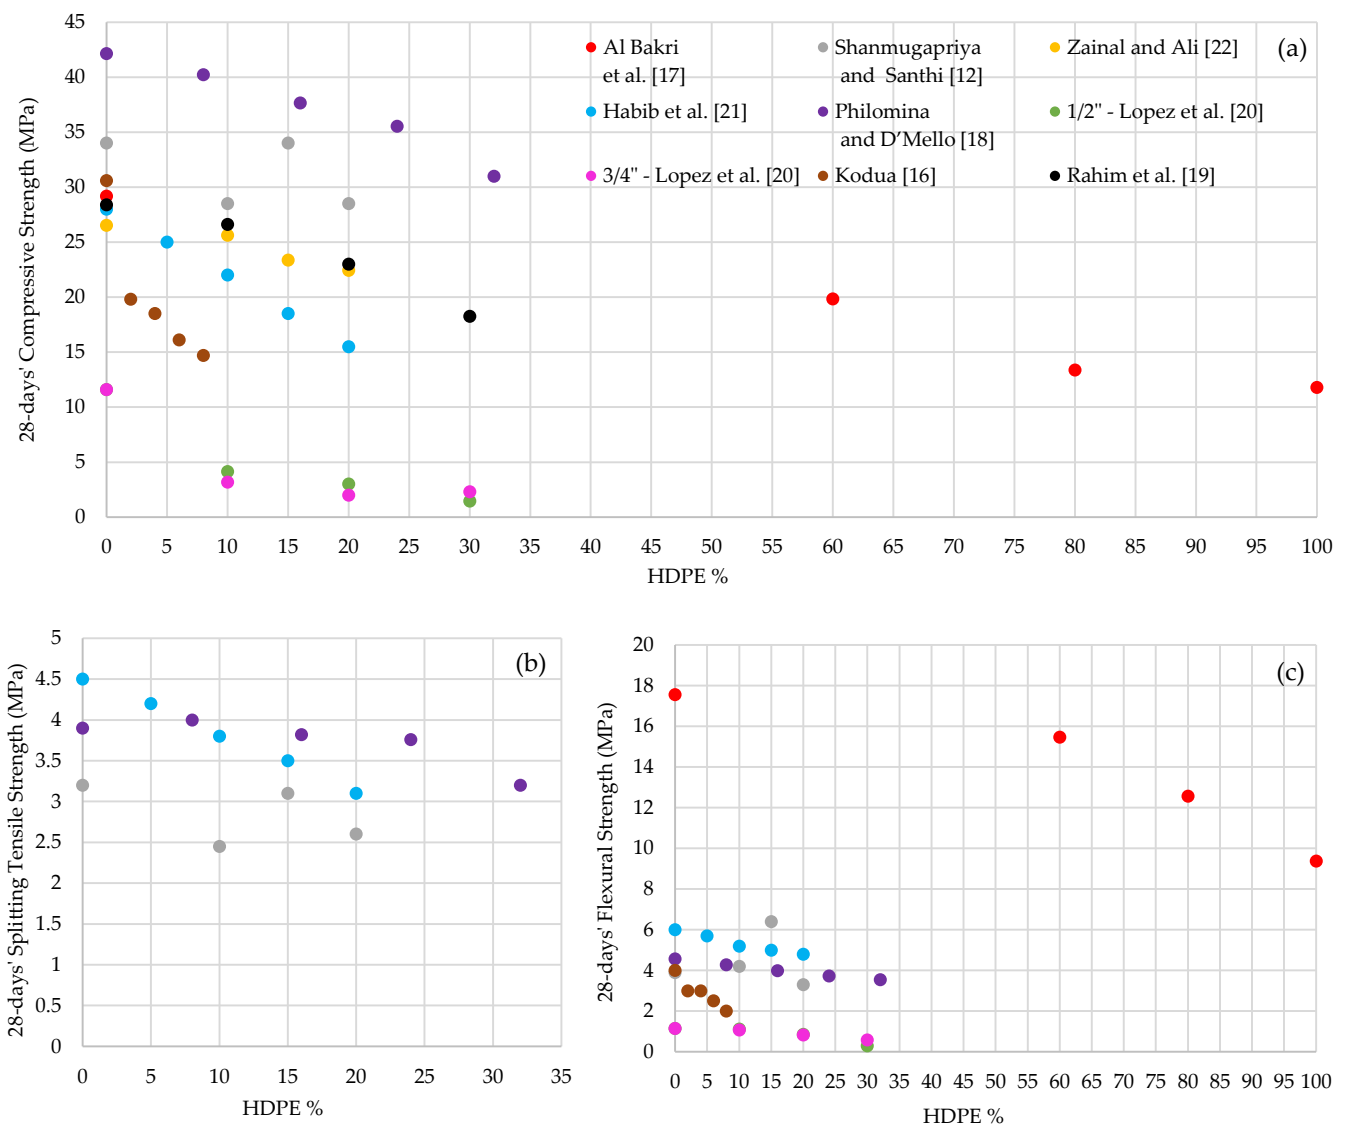 45
40
35
30
25
20
15
10
5
0
28-days' Compressive Strength (MPa)
(a)
Al Bakri
et al. [17]
Shanmugapriya
and Santhi [12]
Zainal and Ali [22]
Habib et al. [21]
Philomina
and D’Mello [18]
1/2" - Lopez et al. [20]
3/4" - Lopez et al. [20]
Kodua [16]
Rahim et al. [19]
0 5 10 15 20 25 30 35 40 45 50 55 60 65 70 75 80 85 90 95 100
HDPE %
5
4.5
4
3.5
3
2.5
2
1.5
1
0.5
0
28-days' Splitting Tensile Strength (MPa)
(b)
0 5 10 15 20 25 30 35
HDPE %
20
18
16
14
12
10
8
6
4
2
0
28-days' Flexural Strength (MPa)
(c)
0 5 10 15 20 25 30 35 40 45 50 55 60 65 70 75 80 85 90 95 100
HDPE %